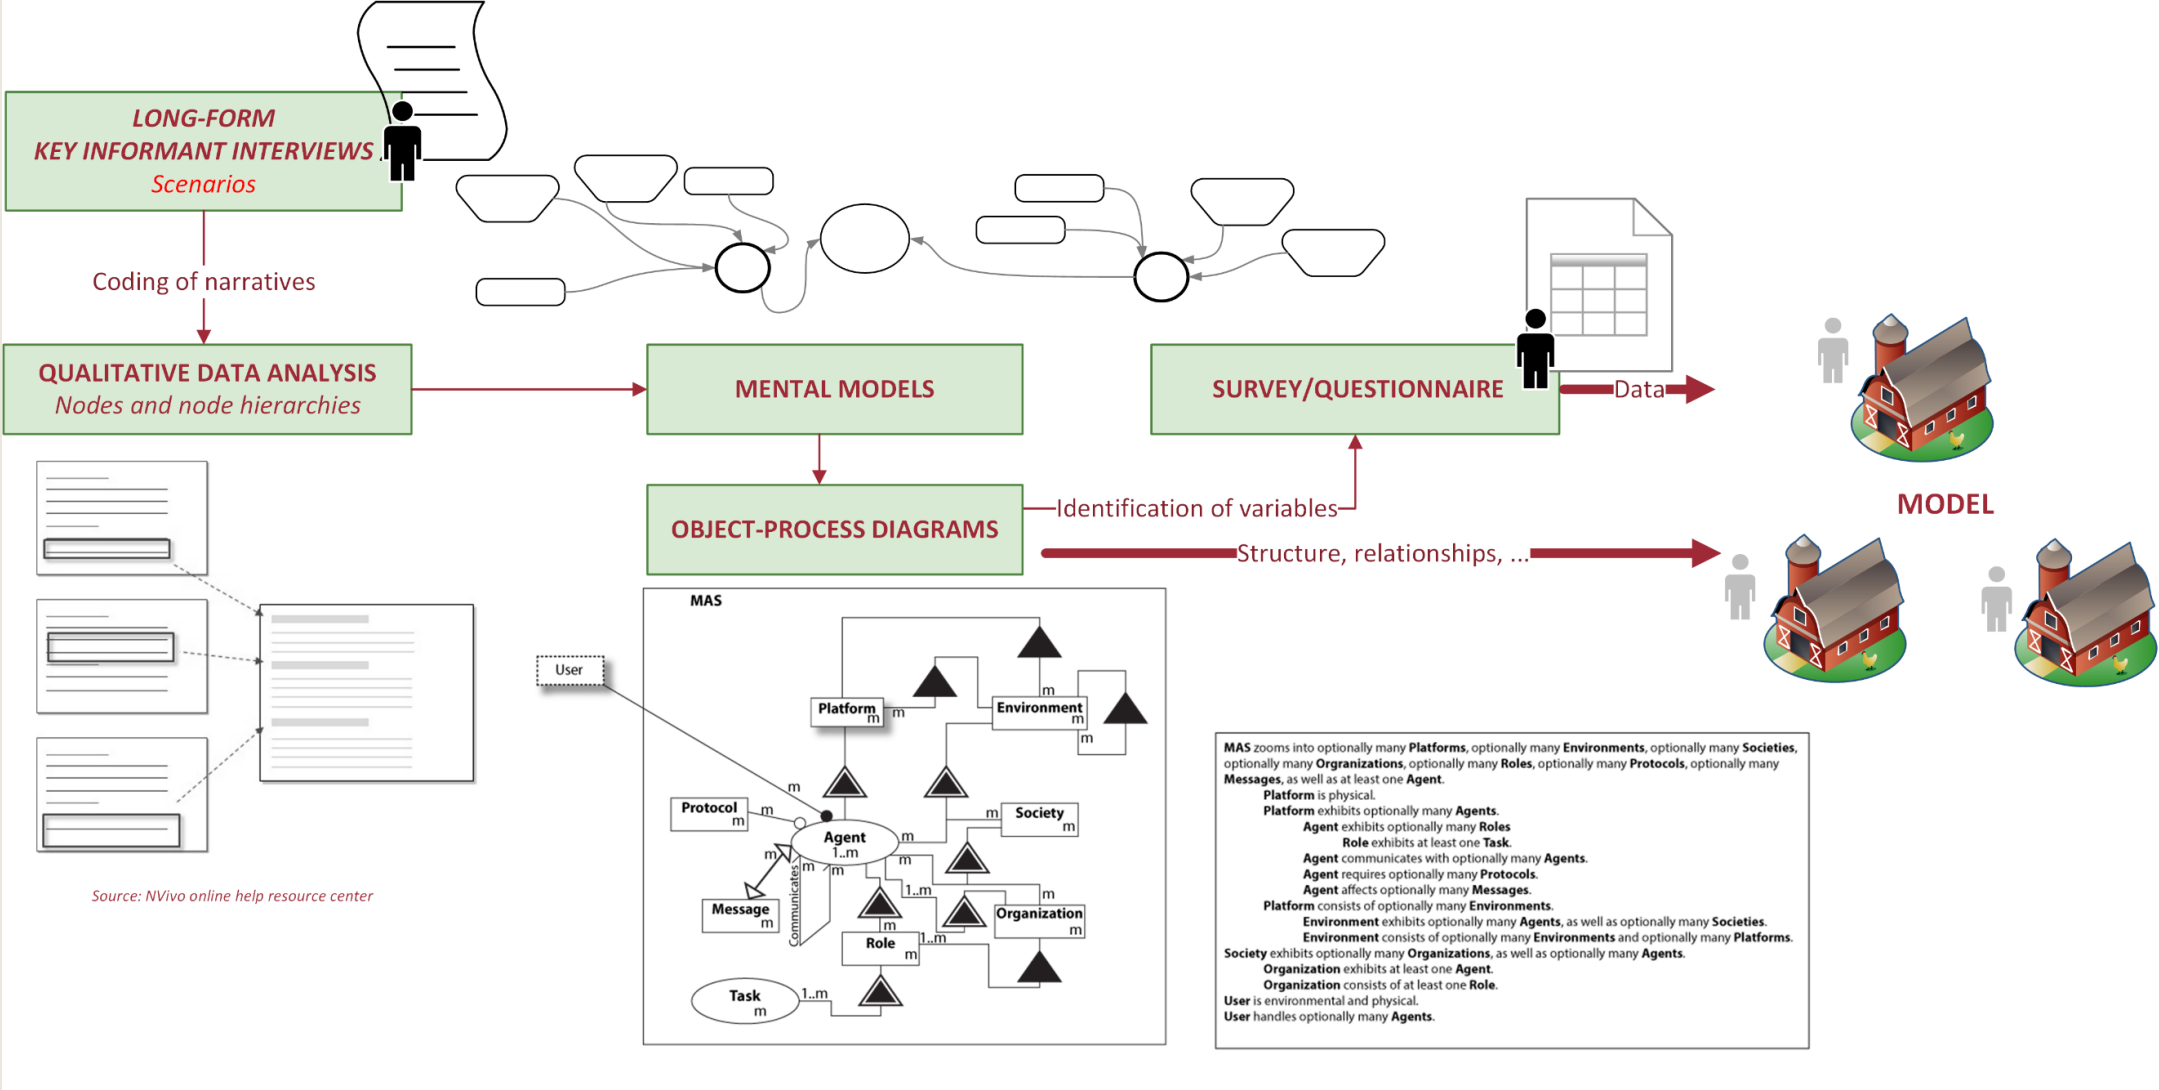 LONG-FORM
KEY INFORMANT INTERVIEWS
Scenarios
Coding of narratives
QUALITATIVE DATA ANALYSIS
Nodes and node hierarchies
MENTAL MODELS
SURVEY/QUESTIONNAIRE
Data
OBJECT-PROCESS DIAGRAMS
Identification of variables
Structure, relationships, ...
MODEL
Source: NVivo online help resource center
MAS
User
m
Platform
m
m
m
Environment
m
m
Protocol
m
m
Agent
1..m
m
m
Society
m
m
m
m
m
Communicates
Message
m
1..m
m
Organization
m
m
1..m
Role
m
Task
m
1..m
MAS zooms into optionally many Platforms, optionally many Environments, optionally many Societies,
optionally many Orgranizations, optionally many Roles, optionally many Protocols, optionally many
Messages, as well as at least one Agent.
Platform is physical.
Platform exhibits optionally many Agents.
Agent exhibits optionally many Roles
Role exhibits at least one Task.
Agent communicates with optionally many Agents.
Agent requires optionally many Protocols.
Agent affects optionally many Messages.
Platform consists of optionally many Environments.
Environment exhibits optionally many Agents, as well as optionally many Societies.
Environment consists of optionally many Environments and optionally many Platforms.
Society exhibits optionally many Organizations, as well as optionally many Agents.
Organization exhibits at least one Agent.
Organization consists of at least one Role.
User is environmental and physical.
User handles optionally many Agents.